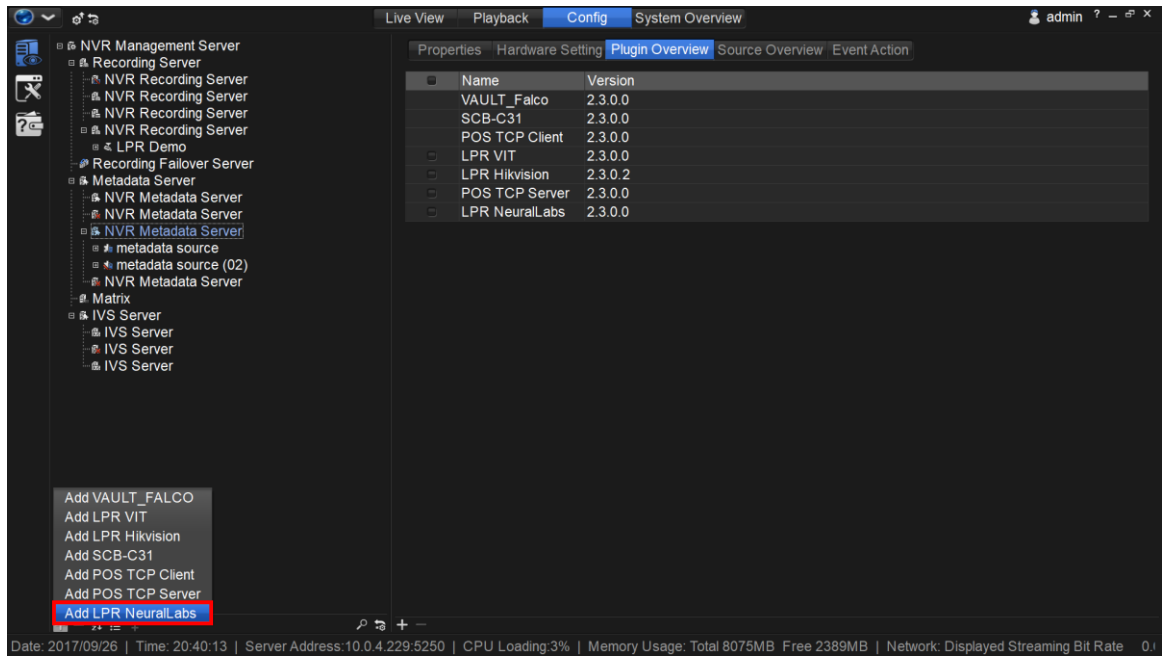 Live View Playback Config System Overview admin ? – ×
NVR Management Server
Recording Server
NVR Recording Server
NVR Recording Server
NVR Recording Server
NVR Recording Server
LPR Demo
Recording Failover Server
Metadata Server
NVR Metadata Server
NVR Metadata Server
NVR Metadata Server
metadata source
metadata source (02)
NVR Metadata Server
Matrix
IVS Server
IVS Server
IVS Server
IVS Server
Add VAULT_FALCO
Add LPR VIT
Add LPR Hikvision
Add SCB-C31
Add POS TCP Client
Add POS TCP Server
Add LPR NeuralLabs
Properties Hardware Setting Plugin Overview Source Overview Event Action
Name Version
VAULT_Falco 2.3.0.0
SCB-C31 2.3.0.0
POS TCP Client 2.3.0.0
LPR VIT 2.3.0.0
LPR Hikvision 2.3.0.2
POS TCP Server 2.3.0.0
LPR NeuralLabs 2.3.0.0
Date: 2017/09/26 | Time: 20:40:13 | Server Address:10.0.4.229:5250 | CPU Loading:3% | Memory Usage: Total 8075MB Free 2389MB | Network: Displayed Streaming Bit Rate